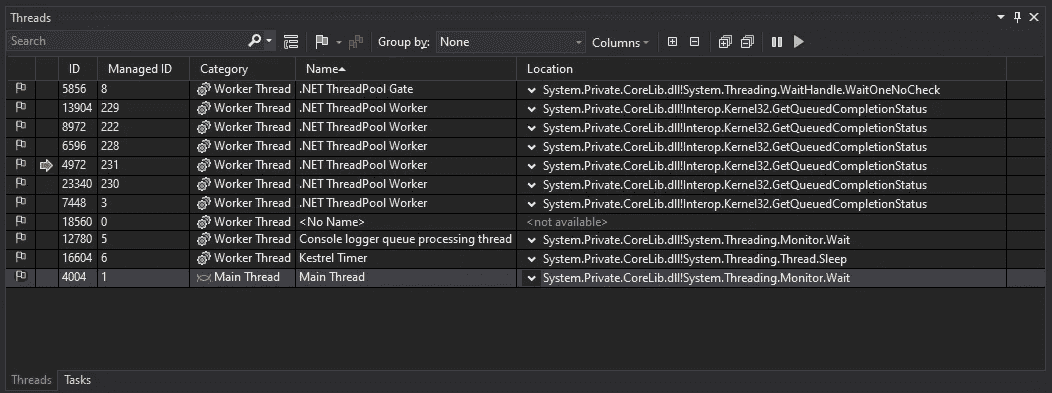 Threads
Search Group by: None Columns
ID Managed ID Category Name Location
5856 8 Worker Thread .NET ThreadPool Gate System.Private.CoreLib.dll!System.Threading.WaitHandle.WaitOneNoCheck
13904 229 Worker Thread .NET ThreadPool Worker System.Private.CoreLib.dll!Interop.Kernel32.GetQueuedCompletionStatus
8972 222 Worker Thread .NET ThreadPool Worker System.Private.CoreLib.dll!Interop.Kernel32.GetQueuedCompletionStatus
6596 228 Worker Thread .NET ThreadPool Worker System.Private.CoreLib.dll!Interop.Kernel32.GetQueuedCompletionStatus
4972 231 Worker Thread .NET ThreadPool Worker System.Private.CoreLib.dll!Interop.Kernel32.GetQueuedCompletionStatus
23340 230 Worker Thread .NET ThreadPool Worker System.Private.CoreLib.dll!Interop.Kernel32.GetQueuedCompletionStatus
7448 3 Worker Thread .NET ThreadPool Worker System.Private.CoreLib.dll!Interop.Kernel32.GetQueuedCompletionStatus
18560 0 Worker Thread <No Name> <not available>
12780 5 Worker Thread Console logger queue processing thread System.Private.CoreLib.dll!System.Threading.Monitor.Wait
16604 6 Worker Thread Kestrel Timer System.Private.CoreLib.dll!System.Threading.Thread.Sleep
4004 1 Main Thread Main Thread System.Private.CoreLib.dll!System.Threading.Monitor.Wait
Threads Tasks